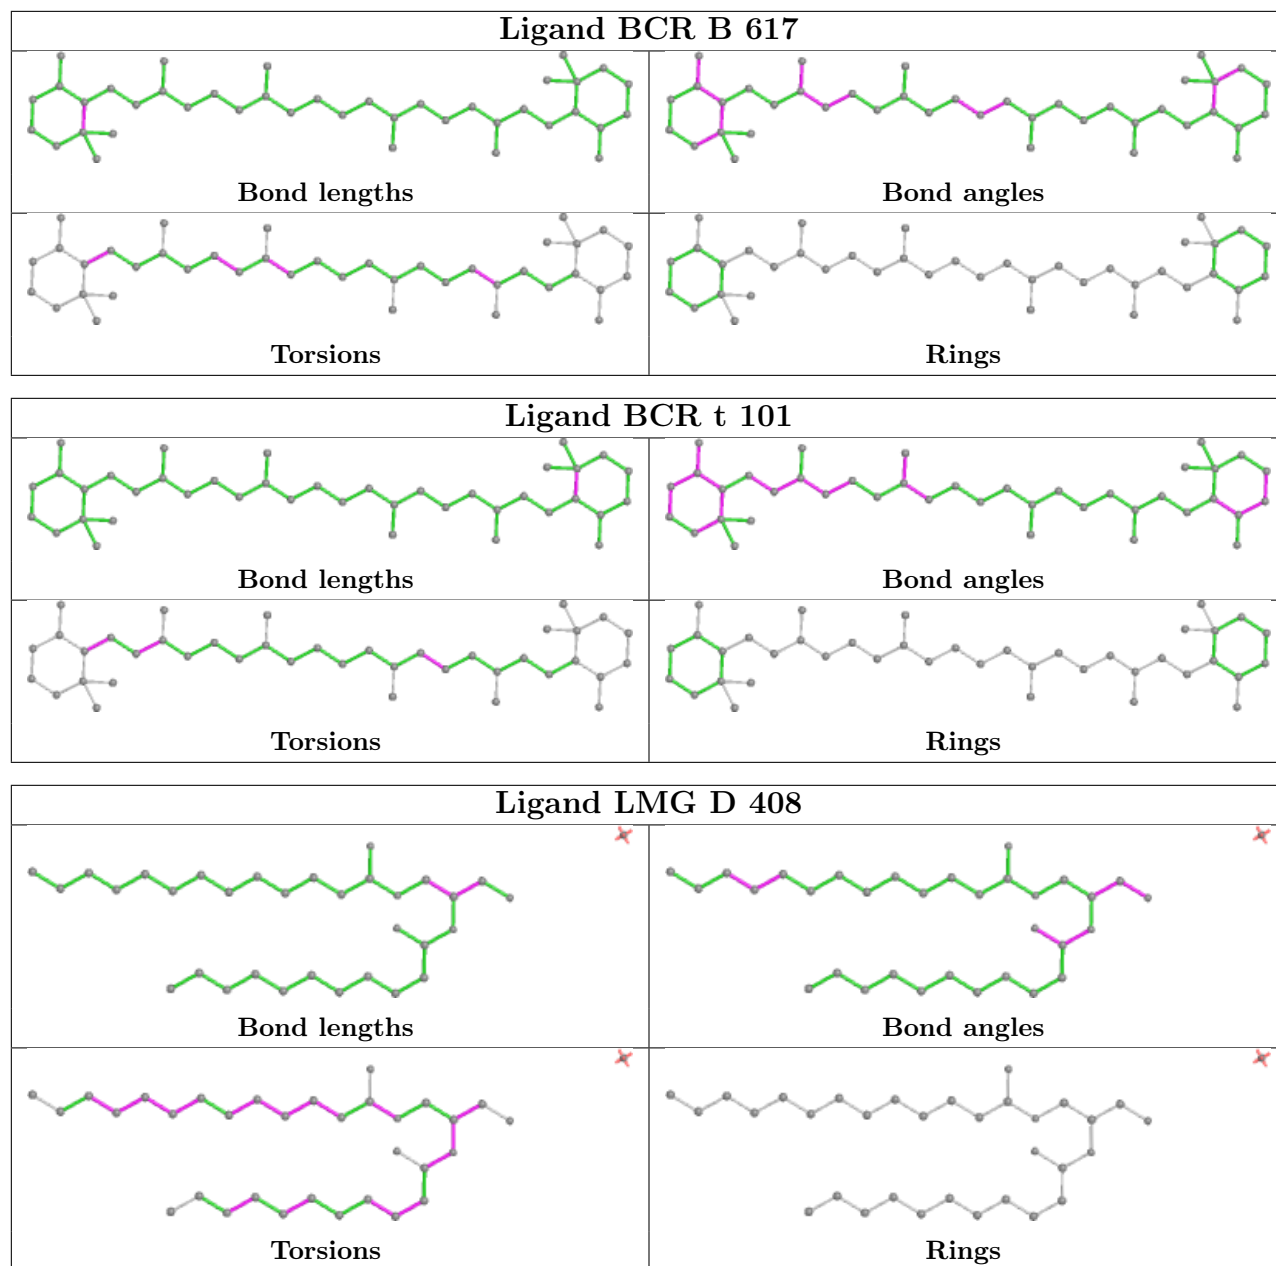 Ligand BCR B 617
Bond lengths
Bond angles
Torsions
Rings
Ligand BCR t 101
Bond lengths
Bond angles
Torsions
Rings
Ligand LMG D 408
Bond lengths
Bond angles
Torsions
Rings